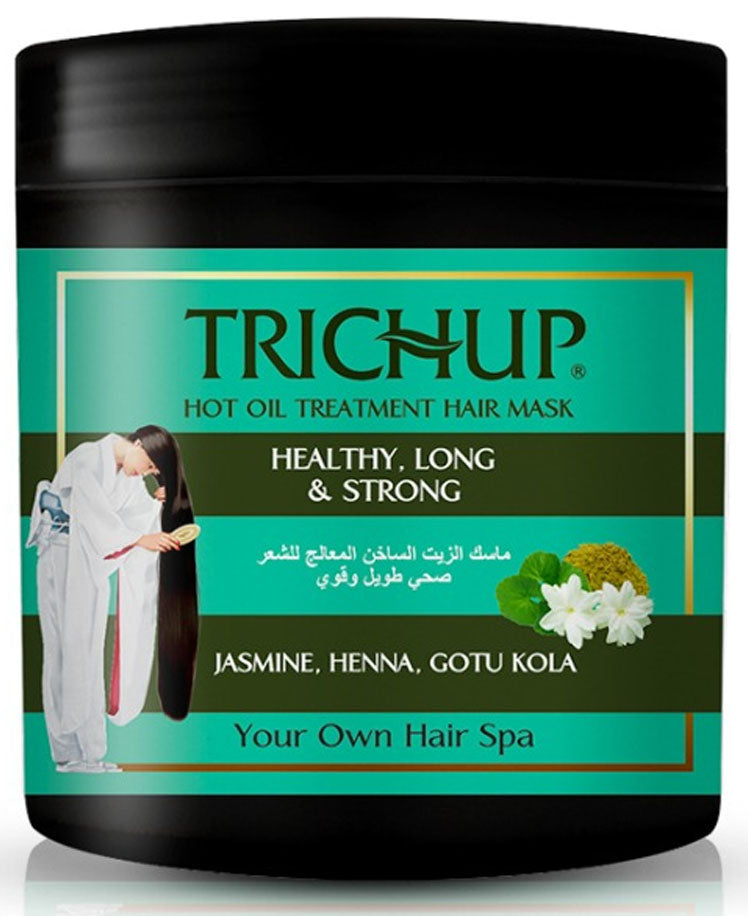 TRICHUP®
HOT OIL TREATMENT HAIR MASK
HEALTHY, LONG
& STRONG
ماسك الزيت الساخن المعالج للشعر
صحي طويل وقوي
JASMINE, HENNA, GOTU KOLA
Your Own Hair Spa